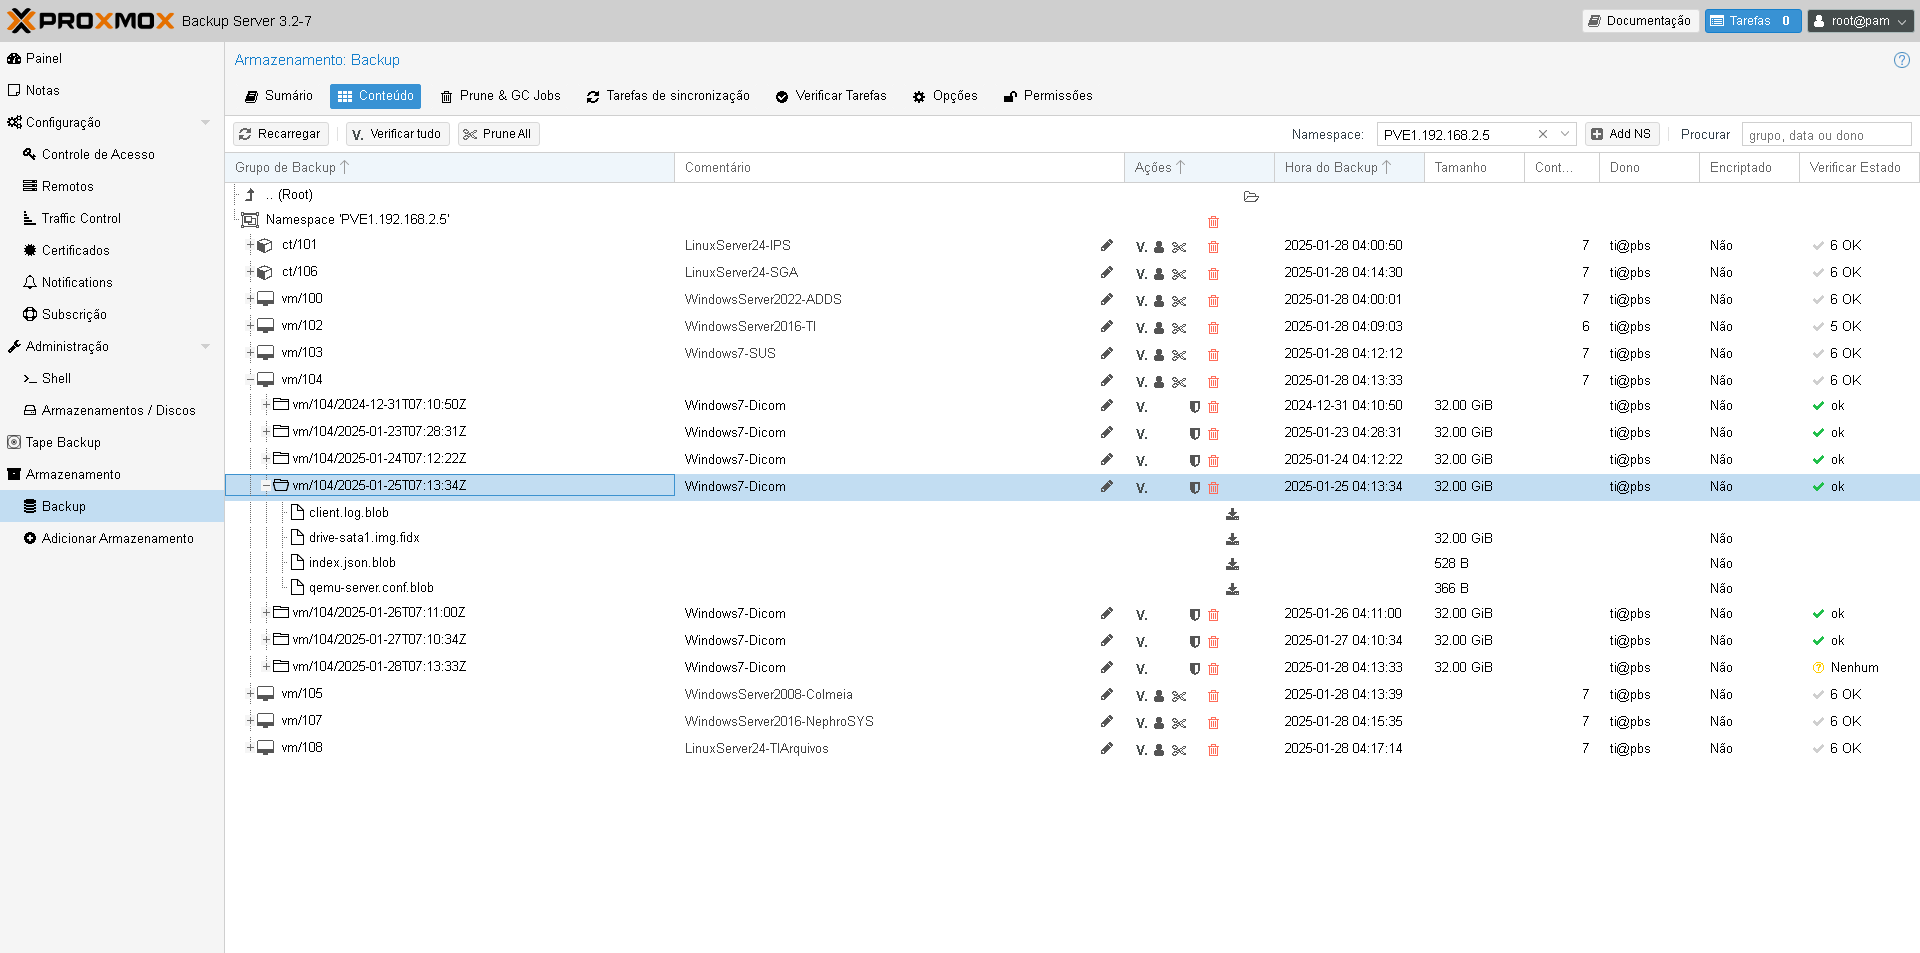 PROXMOX Backup Server 3.2-7 Documentação Tarefas 0 root@pam
Painel
Notas
Configuração
Controle de Acesso
Remotos
Traffic Control
Certificados
Notifications
Subscrição
Administração
Shell
Armazenamentos / Discos
Tape Backup
Armazenamento
Backup
Adicionar Armazenamento
Armazenamento: Backup
Sumário Conteúdo Prune & GC Jobs Tarefas de sincronização Verificar Tarefas Opções Permissões
Recarregar V. Verificar tudo Prune All Namespace: PVE1.192.168.2.5 Add NS Procurar grupo, data ou dono
Grupo de Backup Comentário Ações Hora do Backup Tamanho Cont... Dono Encriptado Verificar Estado
.. (Root)
Namespace 'PVE1.192.168.2.5'
ct/101 LinuxServer24-IPS V. 2025-01-28 04:00:50 7 ti@pbs Não 6 OK
ct/106 LinuxServer24-SGA V. 2025-01-28 04:14:30 7 ti@pbs Não 6 OK
vm/100 WindowsServer2022-ADDS V. 2025-01-28 04:00:01 7 ti@pbs Não 6 OK
vm/102 WindowsServer2016-TI V. 2025-01-28 04:09:03 6 ti@pbs Não 5 OK
vm/103 Windows7-SUS V. 2025-01-28 04:12:12 7 ti@pbs Não 6 OK
vm/104 V. 2025-01-28 04:13:33 7 ti@pbs Não 6 OK
vm/104/2024-12-31T07:10:50Z Windows7-Dicom V. 2024-12-31 04:10:50 32.00 GiB ti@pbs Não ok
vm/104/2025-01-23T07:28:31Z Windows7-Dicom V. 2025-01-23 04:28:31 32.00 GiB ti@pbs Não ok
vm/104/2025-01-24T07:12:22Z Windows7-Dicom V. 2025-01-24 04:12:22 32.00 GiB ti@pbs Não ok
vm/104/2025-01-25T07:13:34Z Windows7-Dicom V. 2025-01-25 04:13:34 32.00 GiB ti@pbs Não ok
client.log.blob
drive-sata1.img.fidx 32.00 GiB Não
index.json.blob 528 B Não
qemu-server.conf.blob 366 B Não
vm/104/2025-01-26T07:11:00Z Windows7-Dicom V. 2025-01-26 04:11:00 32.00 GiB ti@pbs Não ok
vm/104/2025-01-27T07:10:34Z Windows7-Dicom V. 2025-01-27 04:10:34 32.00 GiB ti@pbs Não ok
vm/104/2025-01-28T07:13:33Z Windows7-Dicom V. 2025-01-28 04:13:33 32.00 GiB ti@pbs Não Nenhum
vm/105 WindowsServer2008-Colmeia V. 2025-01-28 04:13:39 7 ti@pbs Não 6 OK
vm/107 WindowsServer2016-NephroSYS V. 2025-01-28 04:15:35 7 ti@pbs Não 6 OK
vm/108 LinuxServer24-TIArquivos V. 2025-01-28 04:17:14 7 ti@pbs Não 6 OK